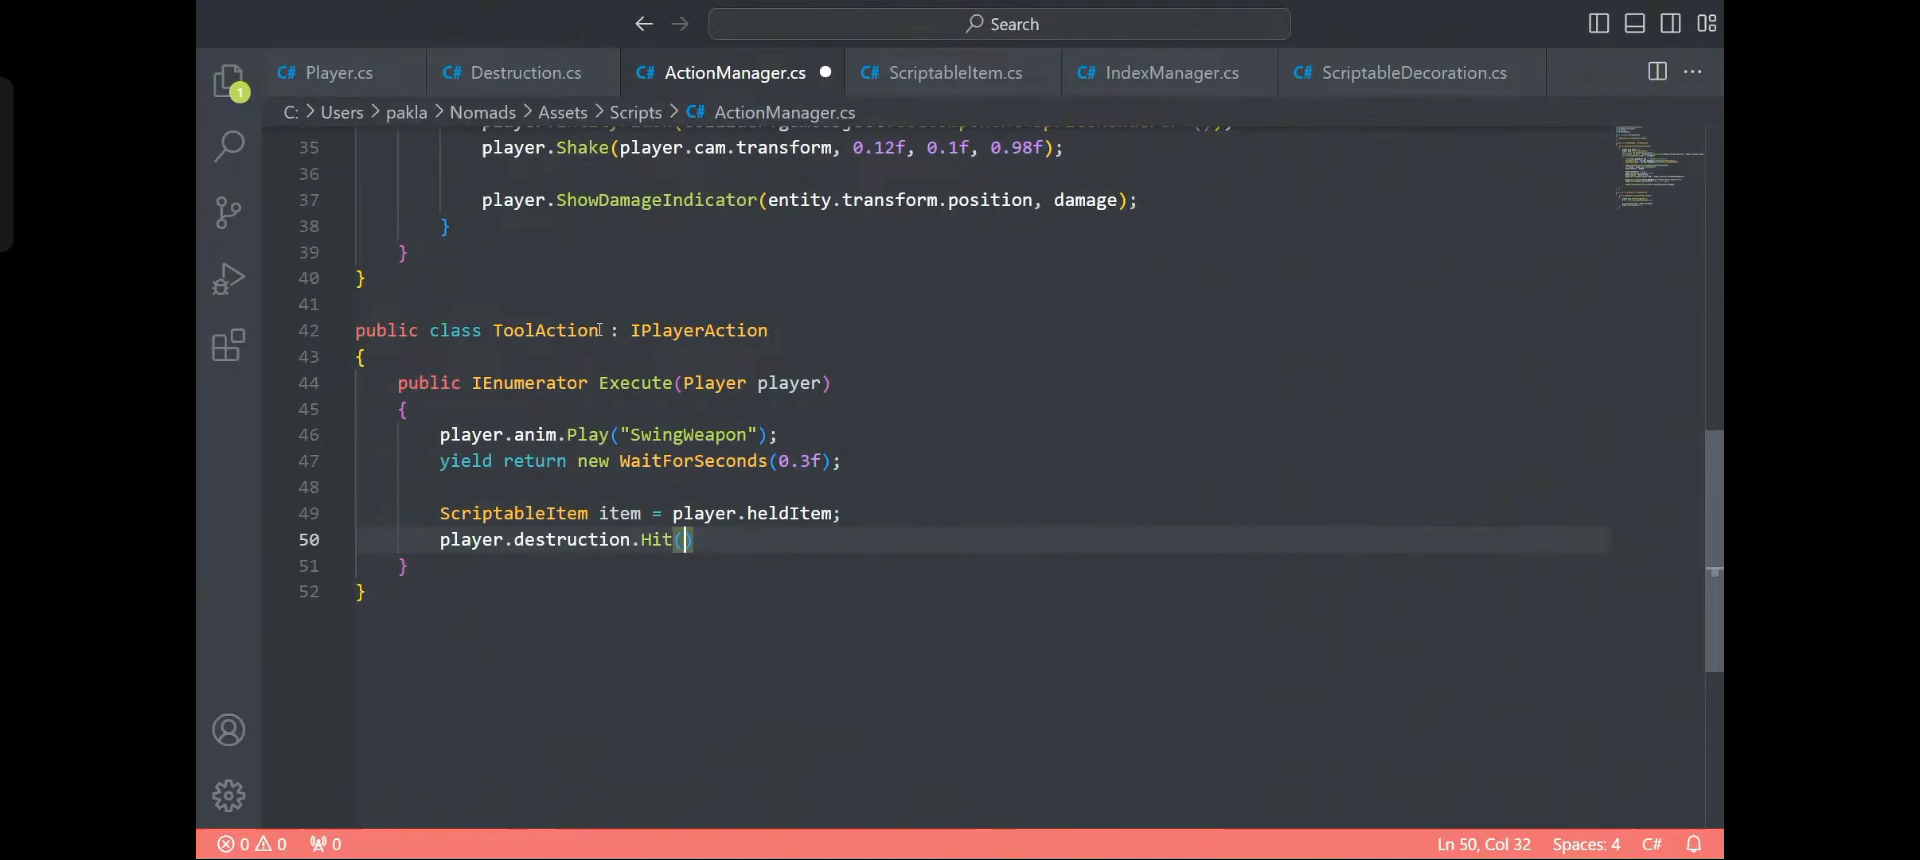 Search
C# Player.cs C# Destruction.cs C# ActionManager.cs C# ScriptableItem.cs C# IndexManager.cs C# ScriptableDecoration.cs
1
C: > Users > pakla > Nomads > Assets > Scripts > C# ActionManager.cs
35 player.Shake(player.cam.transform, 0.12f, 0.1f, 0.98f);
36
37 player.ShowDamageIndicator(entity.transform.position, damage);
38 }
39 }
40 }
41
42 public class ToolAction : IPlayerAction
43 {
44 public IEnumerator Execute(Player player)
45 {
46 player.anim.Play("SwingWeapon");
47 yield return new WaitForSeconds(0.3f);
48
49 ScriptableItem item = player.heldItem;
50 player.destruction.Hit()
51 }
52 }
0 0 0 Ln 50, Col 32 Spaces: 4 C#